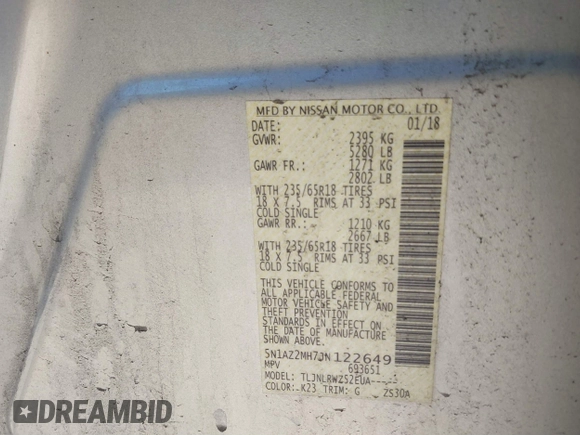 MFD BY NISSAN MOTOR CO., LTD.
DATE: 01/18
GVWR: 2395 KG
5280 LB
GAWR FR.: 1271 KG
2802 LB
WITH 235/65R18 TIRES
18 X 7.5 RIMS AT 33 PSI
COLD SINGLE
GAWR RR.: 1210 KG
2667 LB
WITH 235/65R18 TIRES
18 X 7.5 RIMS AT 33 PSI
COLD SINGLE
THIS VEHICLE CONFORMS TO
ALL APPLICABLE FEDERAL
MOTOR VEHICLE SAFETY AND
THEFT PREVENTION
STANDARDS IN EFFECT ON
THE DATE OF MANUFACTURE
SHOWN ABOVE.
5N1AZ2MH7JN122649
MPV 693651
MODEL:
COLOR: K23 TRIM: G ZS30A
DREAMBID
DREAMBID